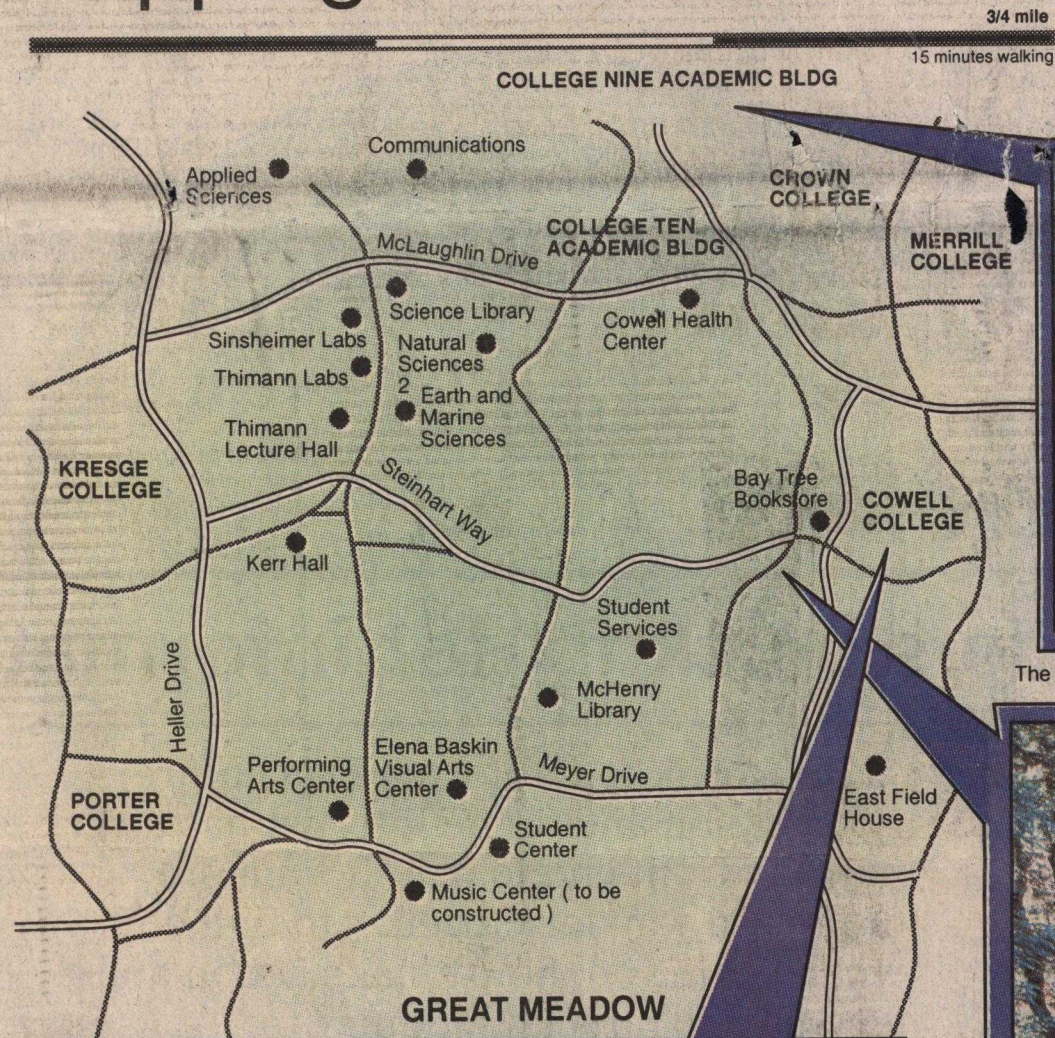 3/4 mile
15 minutes walking
COLLEGE NINE ACADEMIC BLDG
Communications
Applied
Sciences
CROWN
COLLEGE
COLLEGE TEN
ACADEMIC BLDG
McLaughlin Drive
MERRILL
COLLEGE
Science Library
Cowell Health
Center
Sinsheimer Labs
Natural
Sciences
2
Thimann Labs
Earth and
Marine
Sciences
Thimann
Lecture Hall
KRESGE
COLLEGE
Steinhart Way
Bay Tree
Bookstore
COWELL
COLLEGE
Kerr Hall
Student
Services
The
McHenry
Library
Heller Drive
Performing
Arts Center
Elena Baskin
Visual Arts
Center
Meyer Drive
PORTER
COLLEGE
East Field
House
Student
Center
Music Center ( to be
constructed )
GREAT MEADOW